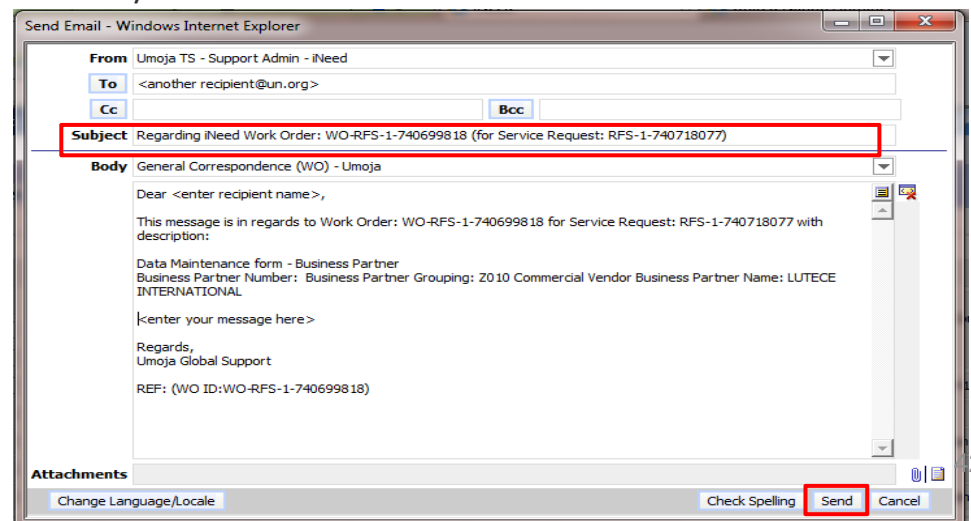 Send Email - Windows Internet Explorer
From Umoja TS - Support Admin - iNeed
To <another recipient@un.org>
Cc Bcc
Subject Regarding iNeed Work Order: WO-RFS-1-740699818 (for Service Request: RFS-1-740718077)
Body General Correspondence (WO) - Umoja
Dear <enter recipient name>,
This message is in regards to Work Order: WO-RFS-1-740699818 for Service Request: RFS-1-740718077 with
description:
Data Maintenance form - Business Partner
Business Partner Number: Business Partner Grouping: Z010 Commercial Vendor Business Partner Name: LUTECE
INTERNATIONAL
<enter your message here>
Regards,
Umoja Global Support
REF: (WO ID:WO-RFS-1-740699818)
Attachments
Change Language/Locale Check Spelling Send Cancel